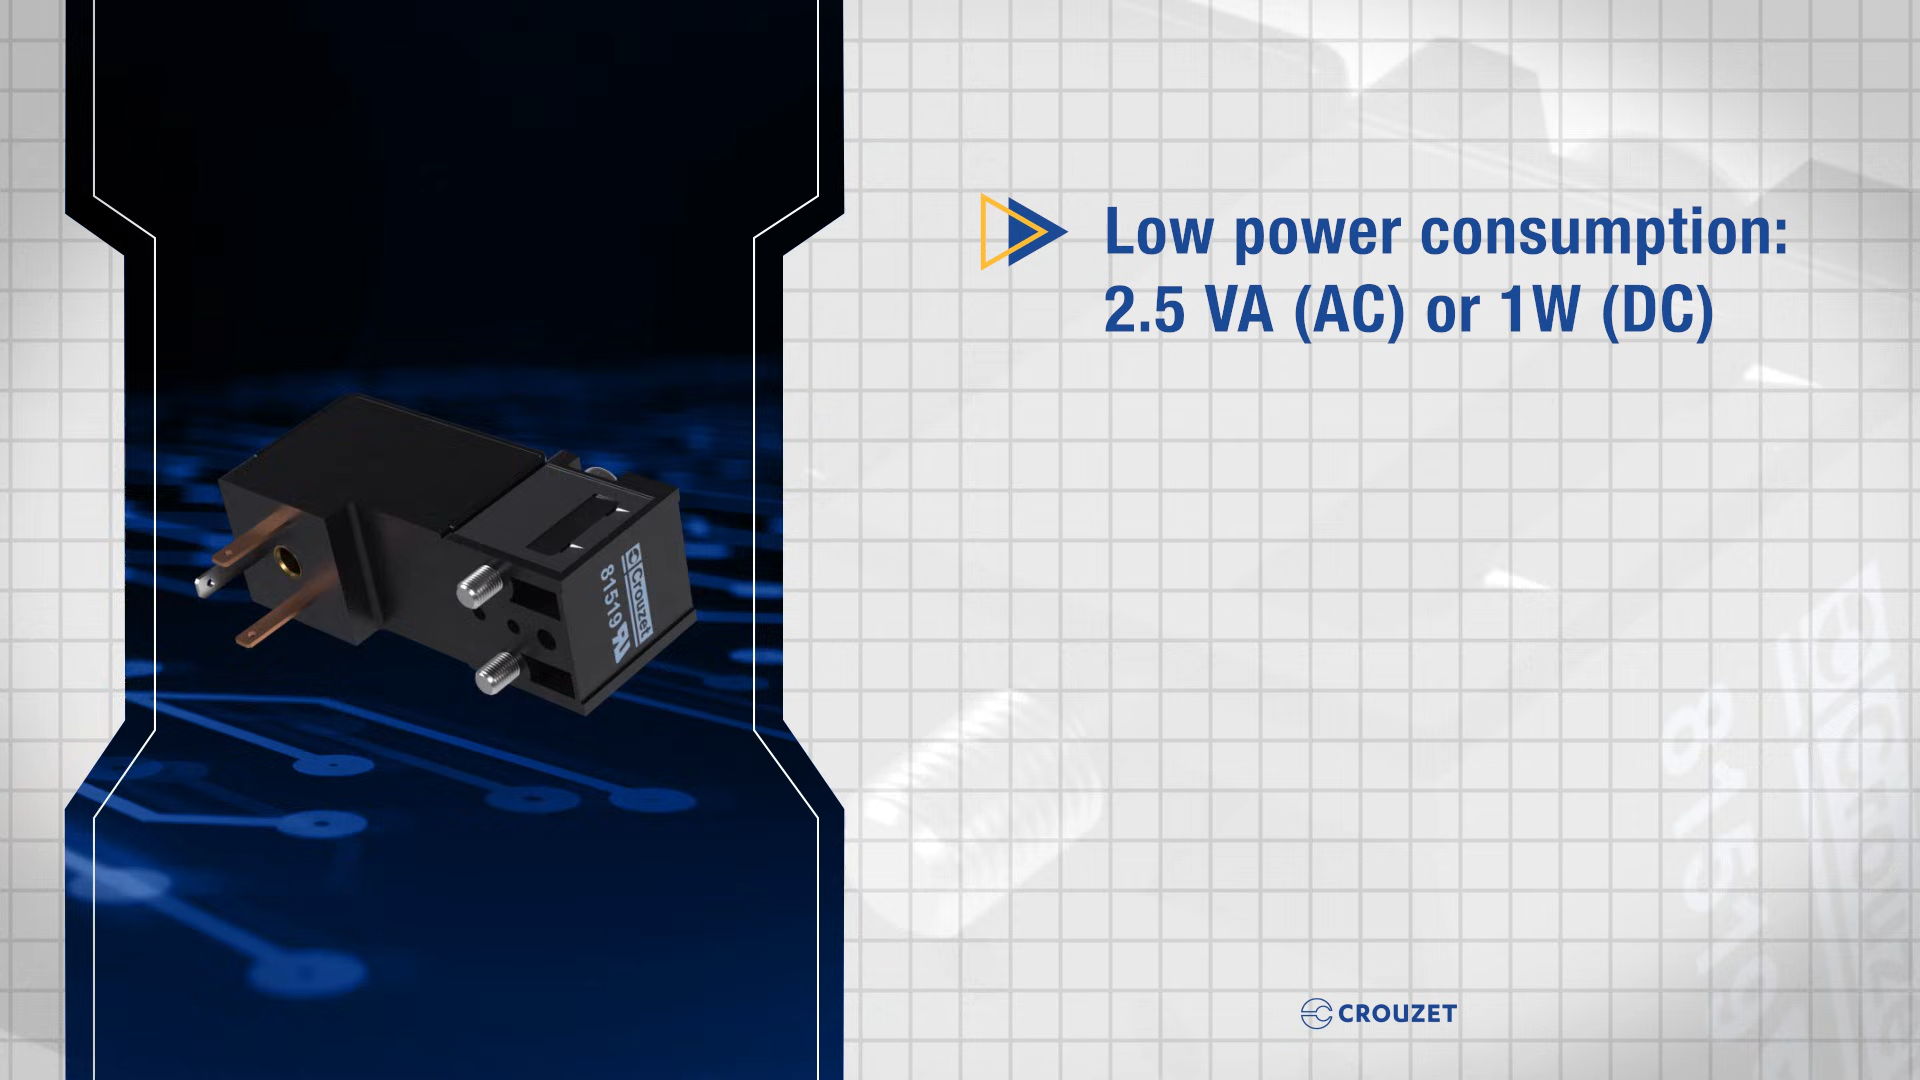 Low power consumption:
2.5 VA (AC) or 1W (DC)
Crouzet
81519
CROUZET